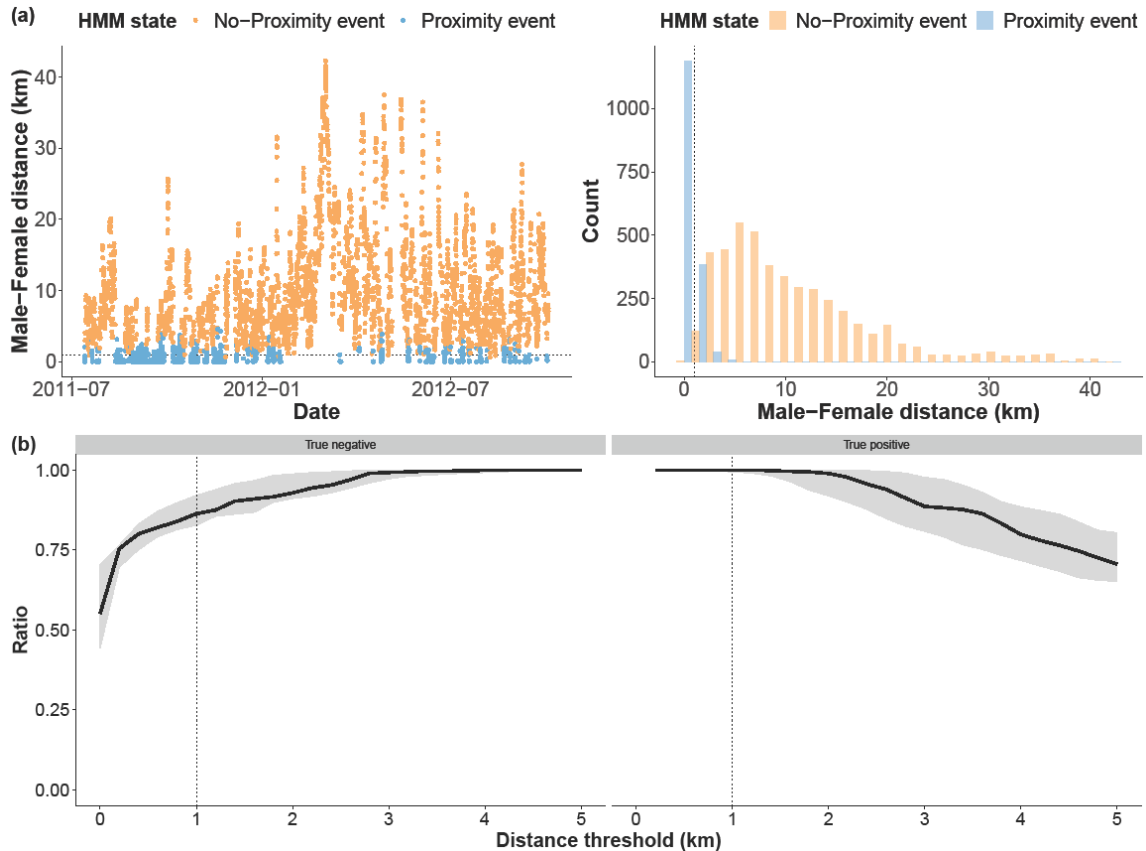 (a)
HMM state No-Proximity event Proximity event
Male-Female distance (km)
40
30
20
10
0
2011-07 2012-01 2012-07
Date
HMM state No-Proximity event Proximity event
Count
1000
750
500
250
0
0 10 20 30 40
Male-Female distance (km)
(b)
True negative True positive
Ratio
1.00
0.75
0.50
0.25
0.00
0 1 2 3 4 5 0 1 2 3 4 5
Distance threshold (km)